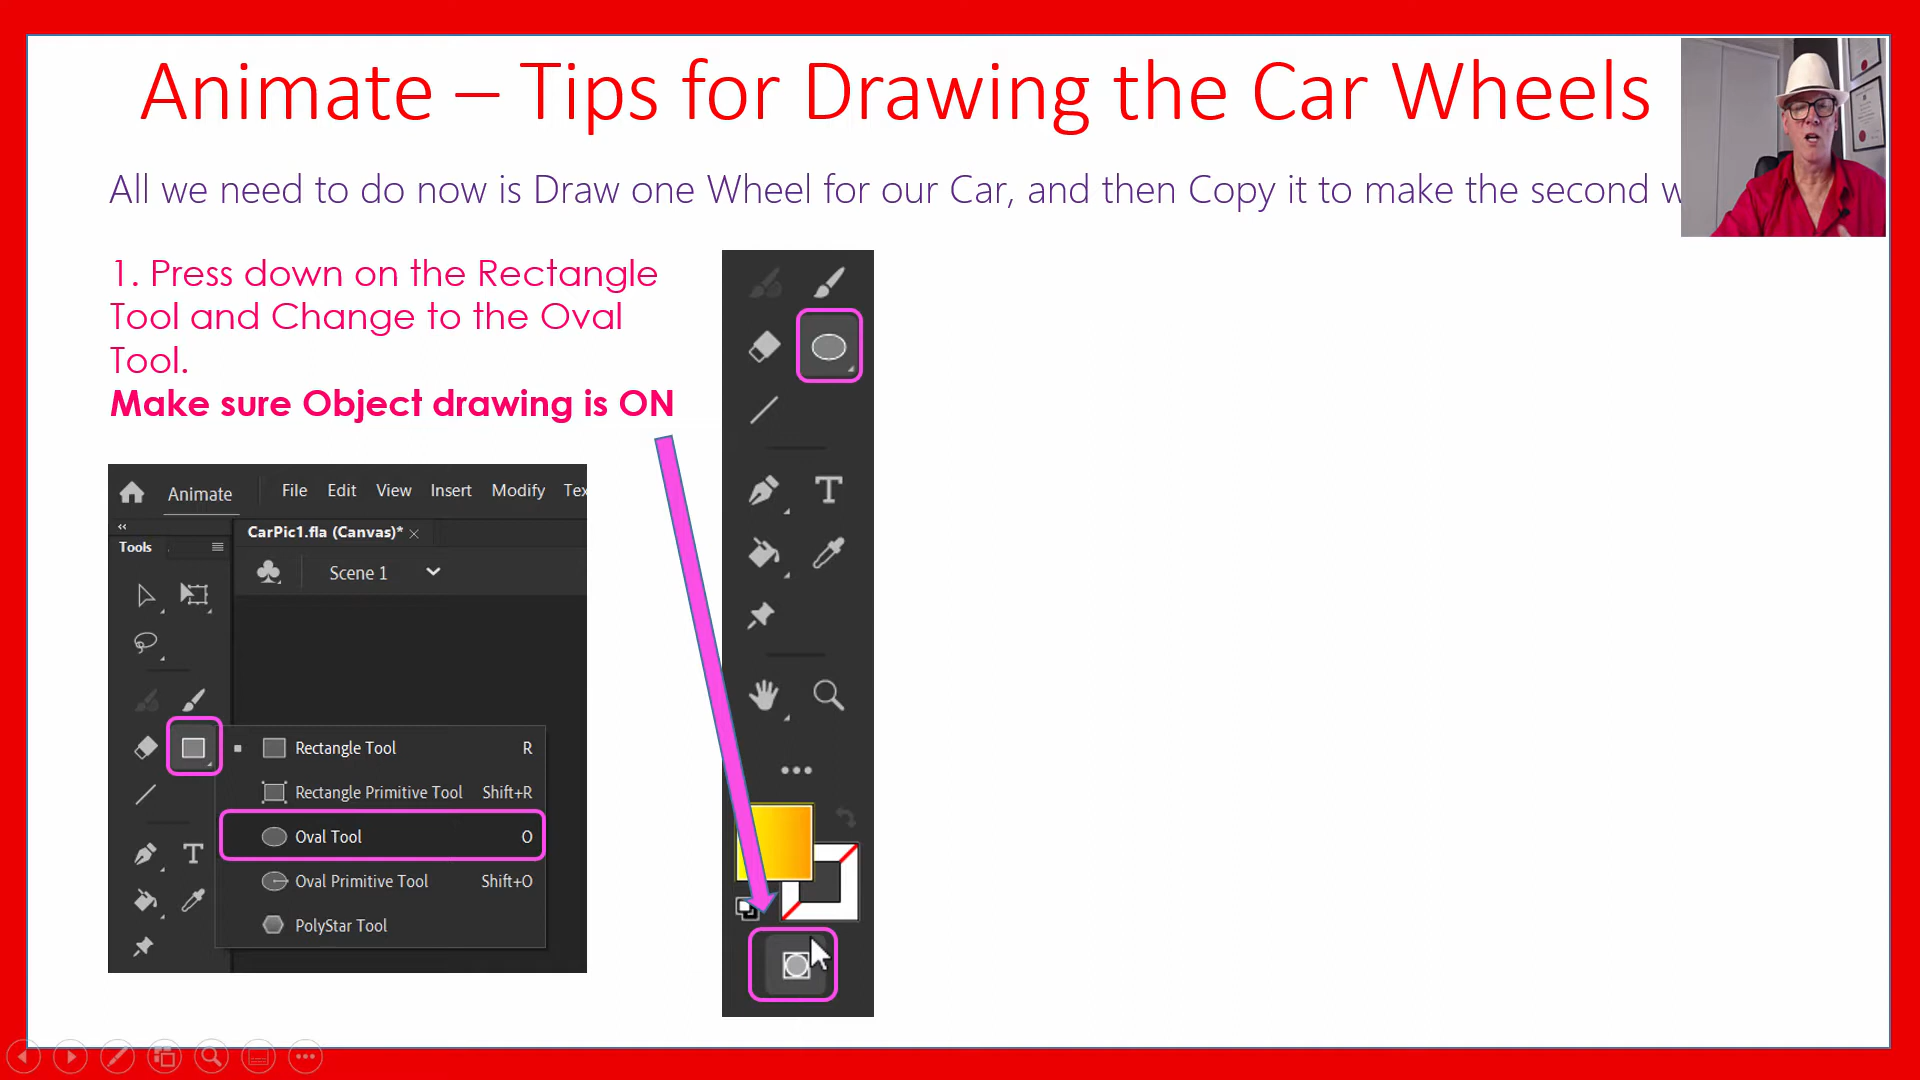 Animate – Tips for Drawing the Car Wheels
All we need to do now is Draw one Wheel for our Car, and then Copy it to make the second w
1. Press down on the Rectangle
Tool and Change to the Oval
Tool.
Make sure Object drawing is ON
Animate File Edit View Insert Modify Tex
CarPic1.fla (Canvas)*
Tools
Scene 1
Rectangle Tool R
Rectangle Primitive Tool Shift+R
Oval Tool O
Oval Primitive Tool Shift+O
PolyStar Tool